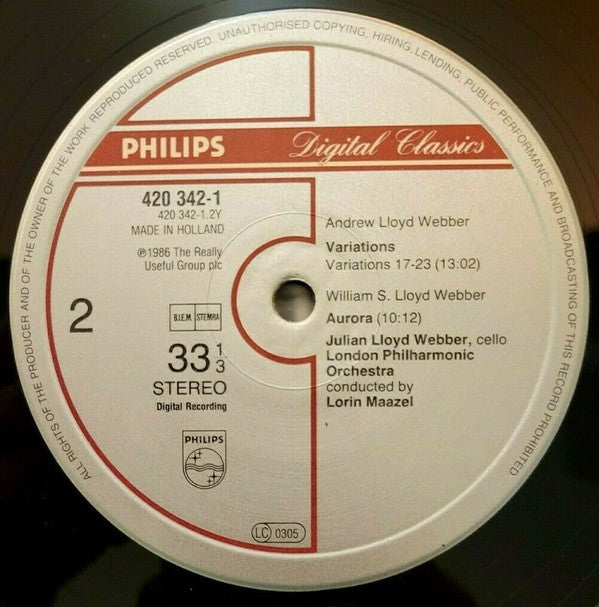 ALL RIGHTS OF THE PRODUCER AND OF THE OWNER OF THE WORK REPRODUCED RESERVED. UNAUTHORISED COPYING, HIRING, LENDING, PUBLIC PERFORMANCE AND BROADCASTING OF THIS RECORD PROHIBITED
PHILIPS Digital Classics
420 342-1
420 342-1.2Y
MADE IN HOLLAND
℗1986 The Really
Useful Group plc
2
B.I.E.M. STEMRA
33 1/3
STEREO
Digital Recording
PHILIPS
LC 0305
Andrew Lloyd Webber
Variations
Variations 17-23 (13:02)
William S. Lloyd Webber
Aurora (10:12)
Julian Lloyd Webber, cello
London Philharmonic
Orchestra
conducted by
Lorin Maazel